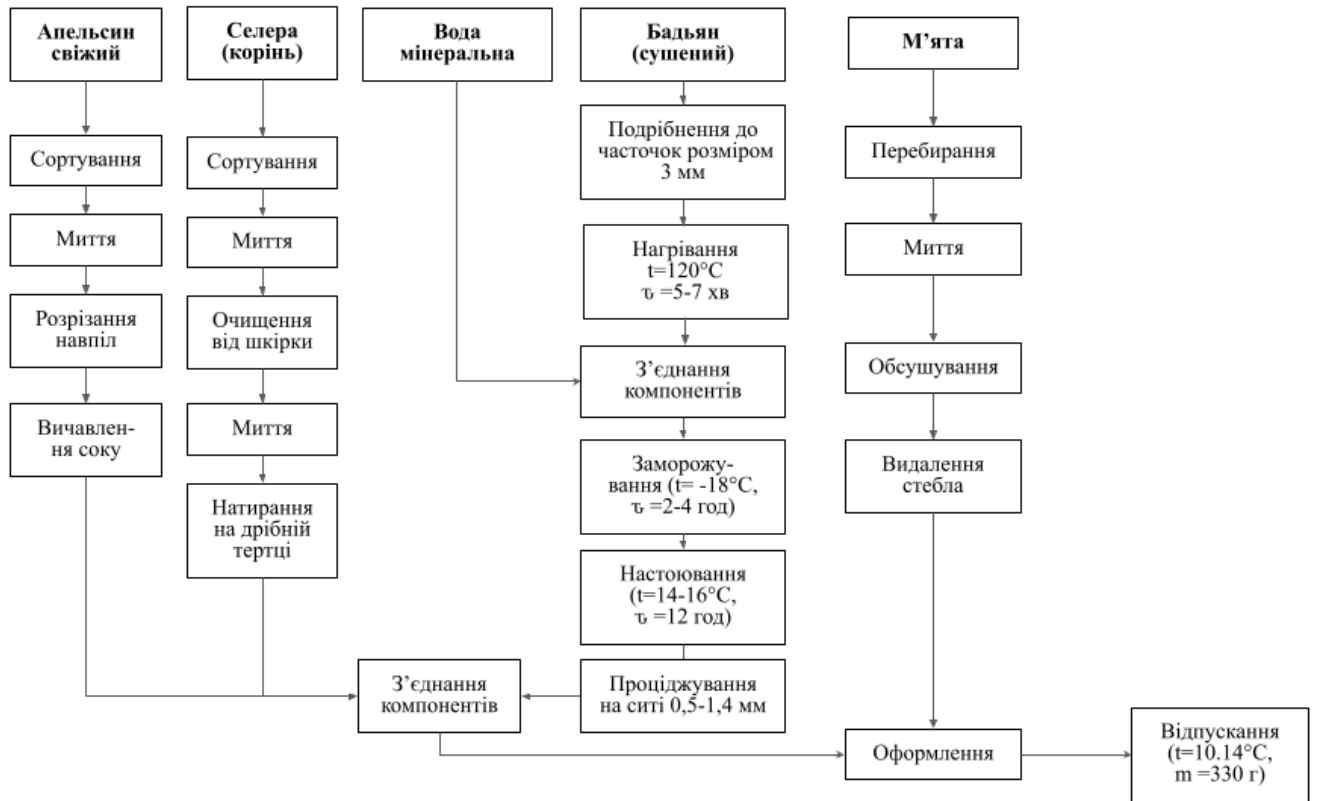 Апельсин
свіжий
Сортування
Миття
Розрізання
навпіл
Вичавлен-
ня соку
Селера
(корінь)
Сортування
Миття
Очищення
від шкірки
Миття
Натирання
на дрібній
тертці
Вода
мінеральна
Бадьян
(сушений)
Подрібнення до
часточок розміром
3 мм
Нагрівання
t=120°C
τ =5-7 хв
З’єднання
компонентів
Заморожу-
вання (t= -18°C,
τ =2-4 год)
Настоювання
(t=14-16°C,
τ =12 год)
Проціджування
на ситі 0,5-1,4 мм
З’єднання
компонентів
М’ята
Перебирання
Миття
Обсушування
Видалення
стебла
Оформлення
Відпускання
(t=10.14°C,
m =330 г)